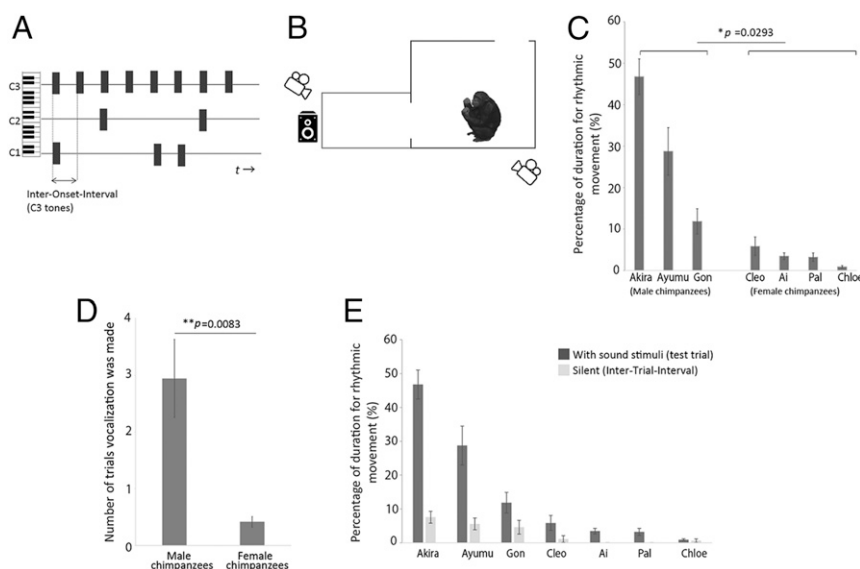 A
C3
C2
C1
t →
Inter-Onset-Interval
(C3 tones)
B
C
Percentage of duration for rhythmic
movement (%)
60
50
40
30
20
10
0
*p =0.0293
Akira Ayumu Gon Cleo Ai Pal Chloe
(Male chimpanzees) (Female chimpanzees)
D
Number of trials vocalization was made
4
3
2
1
0
**p=0.0083
Male Female
chimpanzees chimpanzees
E
Percentage of duration for rhythmic
movement (%)
60
50
40
30
20
10
0
With sound stimuli (test trial)
Silent (Inter-Trial-Interval)
Akira Ayumu Gon Cleo Ai Pal Chloe